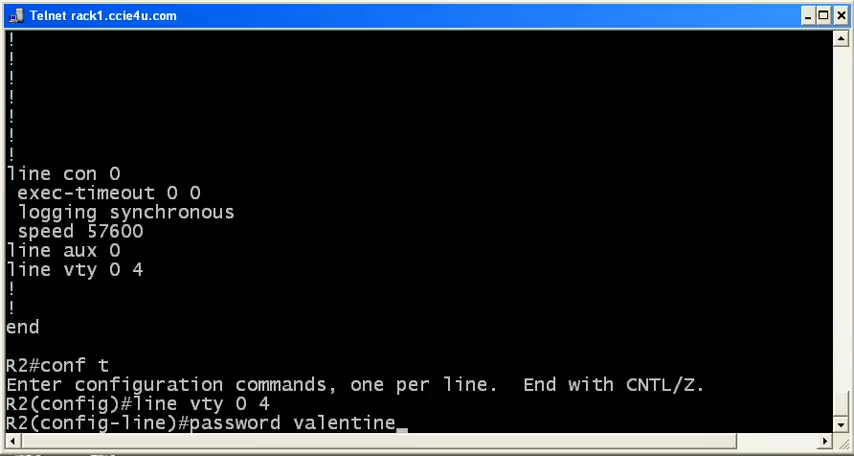 Telnet rack1.ccie4u.com
!
!
!
!
!
!
!
line con 0
exec-timeout 0 0
logging synchronous
speed 57600
line aux 0
line vty 0 4
!
!
end
R2#conf t
Enter configuration commands, one per line.  End with CNTL/Z.
R2(config)#line vty 0 4
R2(config-line)#password valentine_